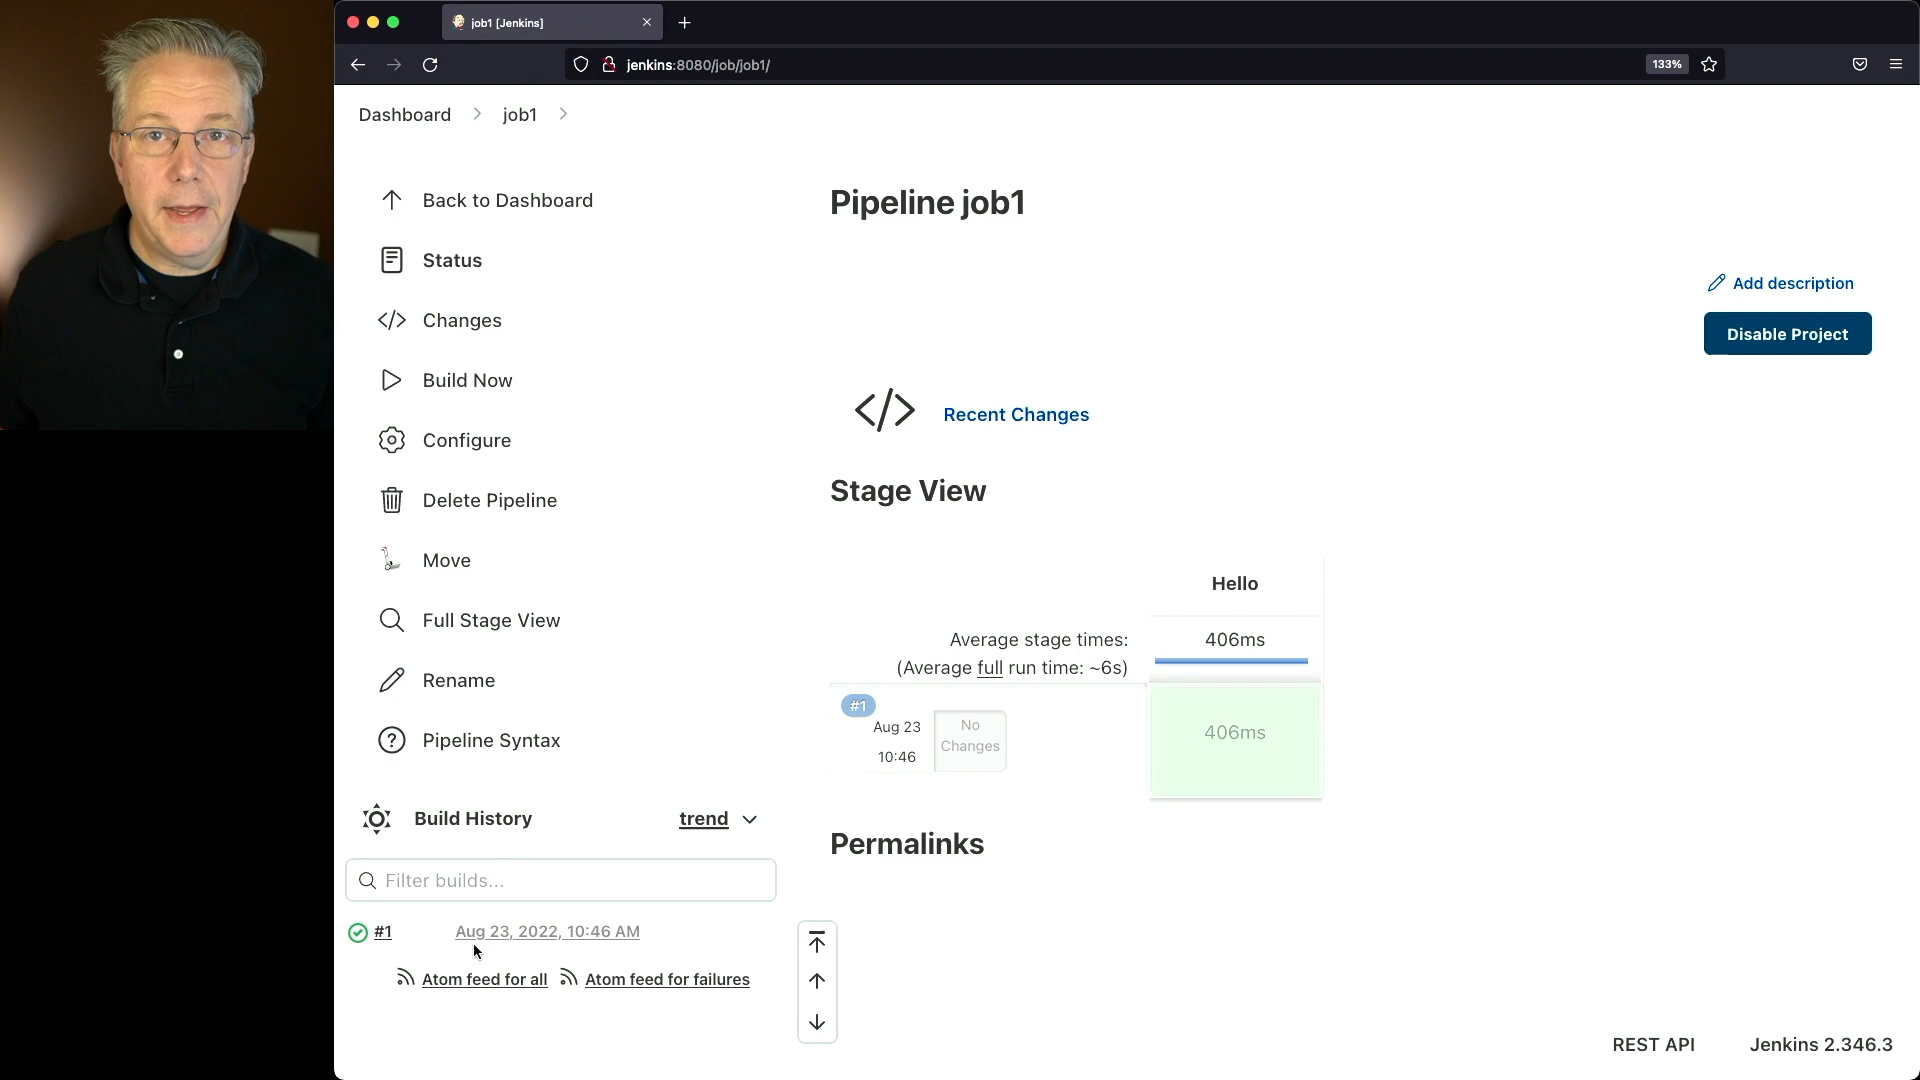 job1 [Jenkins]
jenkins:8080/job/job1/
133%
Dashboard
job1
Back to Dashboard
Status
Changes
Build Now
Configure
Delete Pipeline
Move
Full Stage View
Rename
Pipeline Syntax
Build History
trend
Filter builds...
#1
Aug 23, 2022, 10:46 AM
Atom feed for all
Atom feed for failures
Pipeline job1
Add description
Disable Project
Recent Changes
Stage View
Hello
Average stage times:
406ms
(Average full run time: ~6s)
#1
Aug 23
10:46
No
Changes
406ms
Permalinks
REST API
Jenkins 2.346.3